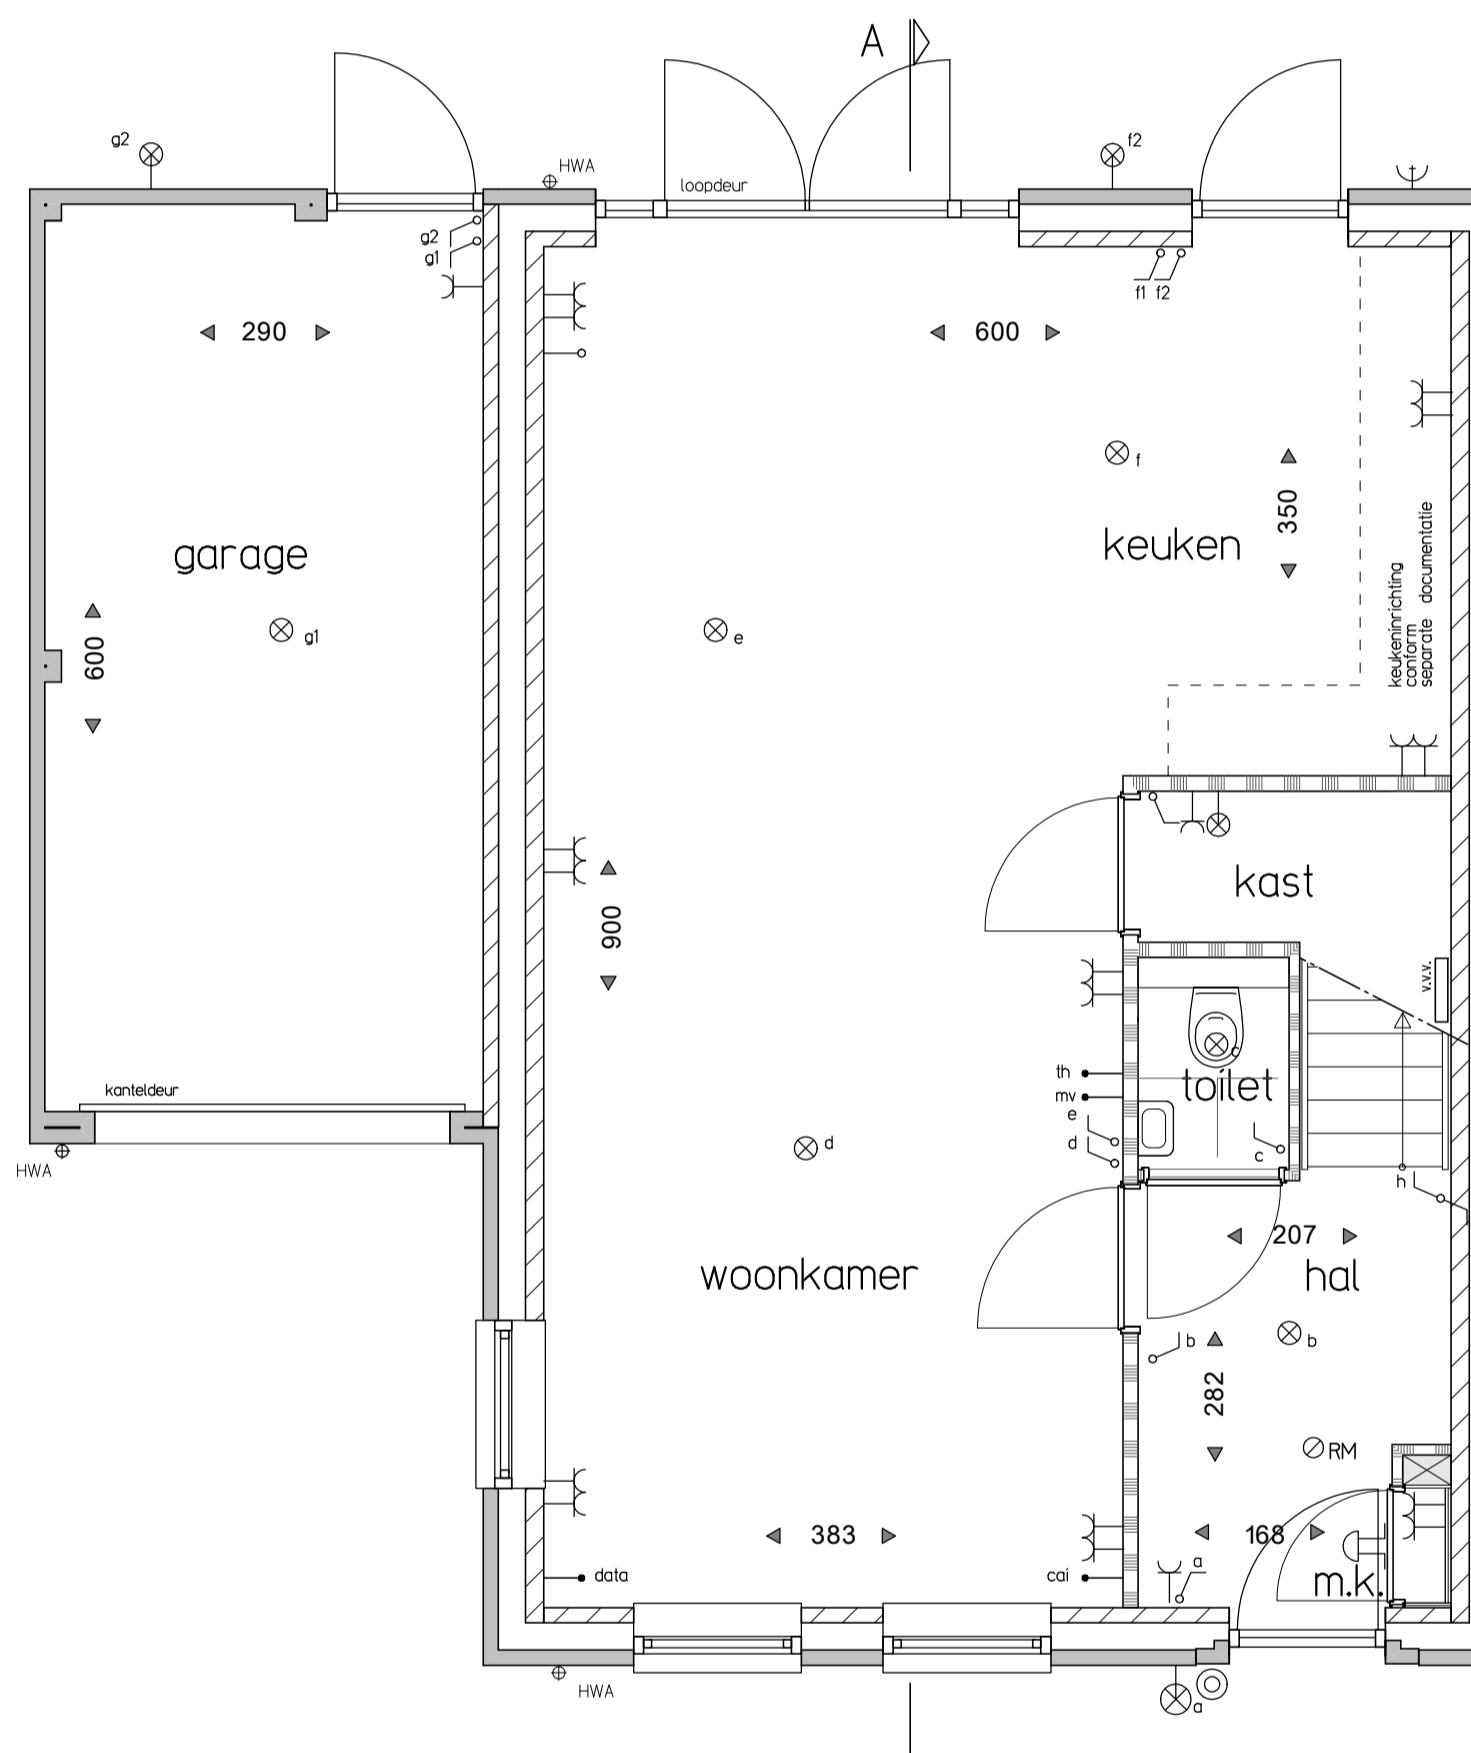 A
g2
HWA
f2
loopdeur
g2
g1
f1 f2
290
600
f
350
garage
keuken
keukeninrichting
conform
separate documentatie
600
g1
e
kast
900
v.v.v.
c
th
toilet
mv
kanteldeur
e
d
d
c
HWA
h
207
woonkamer
hal
b
b
282
RM
383
168
a
data
cai
m.k.
HWA
a